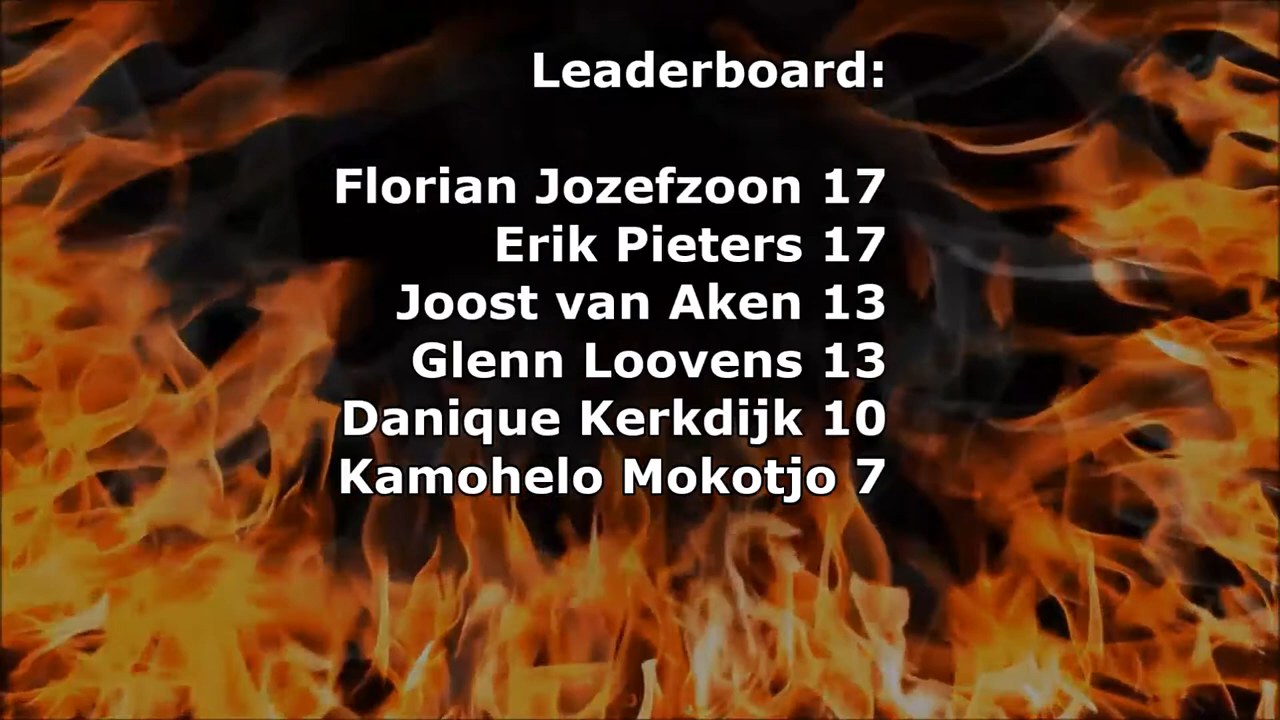 Leaderboard:
Florian Jozefzoon 17
Erik Pieters 17
Joost van Aken 13
Glenn Loovens 13
Danique Kerkdijk 10
Kamohelo Mokotjo 7